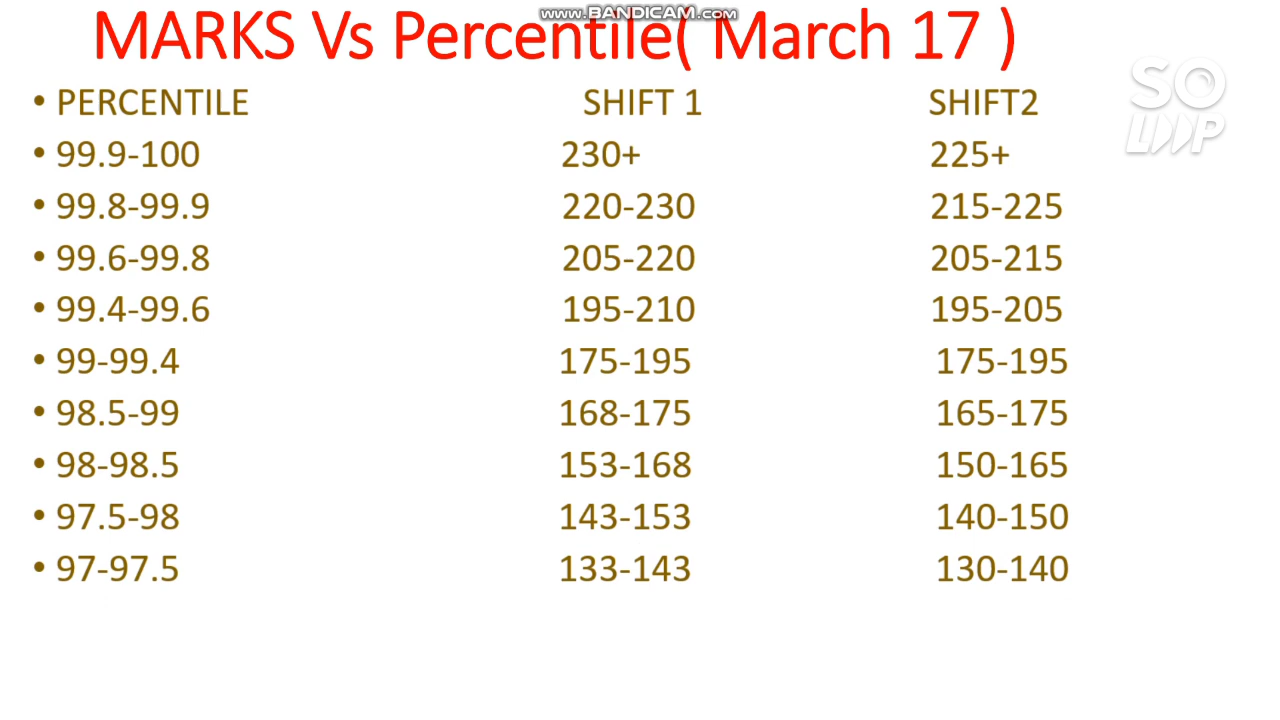 www.BANDICAM.com
MARKS Vs Percentile( March 17 )
SO
LOOP
• PERCENTILE SHIFT 1 SHIFT2
• 99.9-100 230+ 225+
• 99.8-99.9 220-230 215-225
• 99.6-99.8 205-220 205-215
• 99.4-99.6 195-210 195-205
• 99-99.4 175-195 175-195
• 98.5-99 168-175 165-175
• 98-98.5 153-168 150-165
• 97.5-98 143-153 140-150
• 97-97.5 133-143 130-140